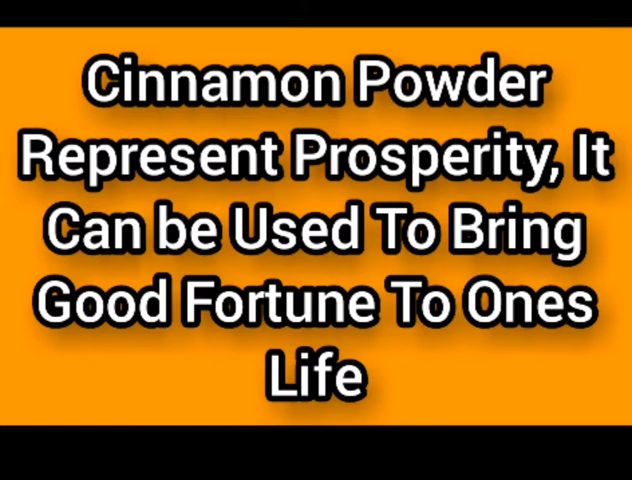 Cinnamon Powder
Represent Prosperity, It
Can be Used To Bring
Good Fortune To Ones
Life